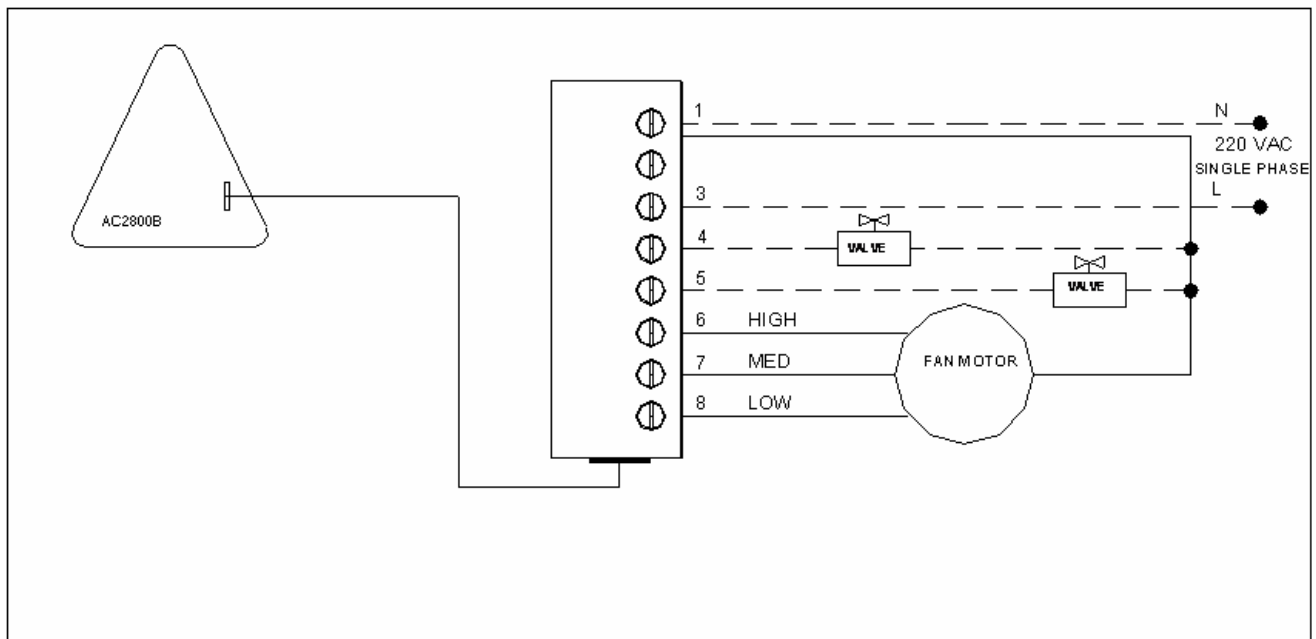 AC2800B
1
N
220 VAC
SINGLE PHASE
3
L
4
VALVE
5
VALVE
6 HIGH
7 MED
FAN MOTOR
8 LOW